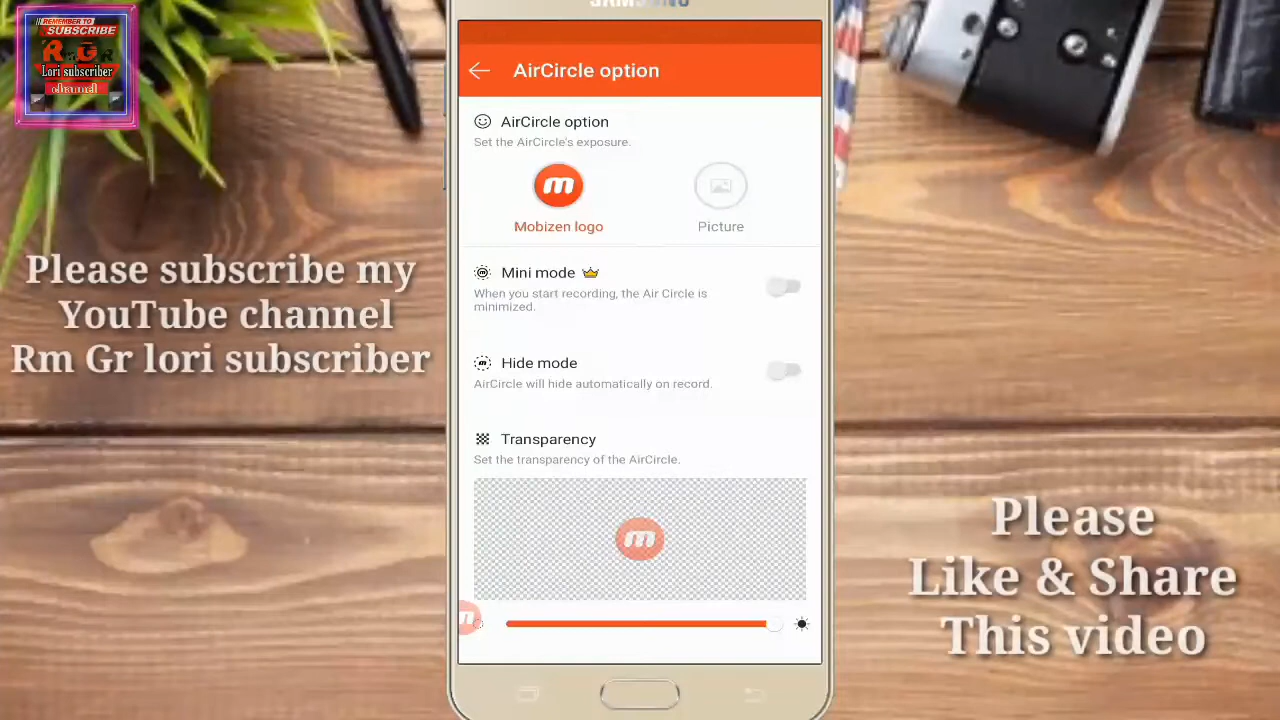 REMEMBER TO
SUBSCRIBE
Lori subscriber
Please subscribe my
YouTube channel
Rm Gr lori subscriber
SAMSUNG
AirCircle option
AirCircle option
Set the AirCircle's exposure.
m
Mobizen logo
Picture
Mini mode
When you start recording, the Air Circle is
minimized.
Hide mode
AirCircle will hide automatically on record.
Transparency
Set the transparency of the AirCircle.
m
Please
Like & Share
This video